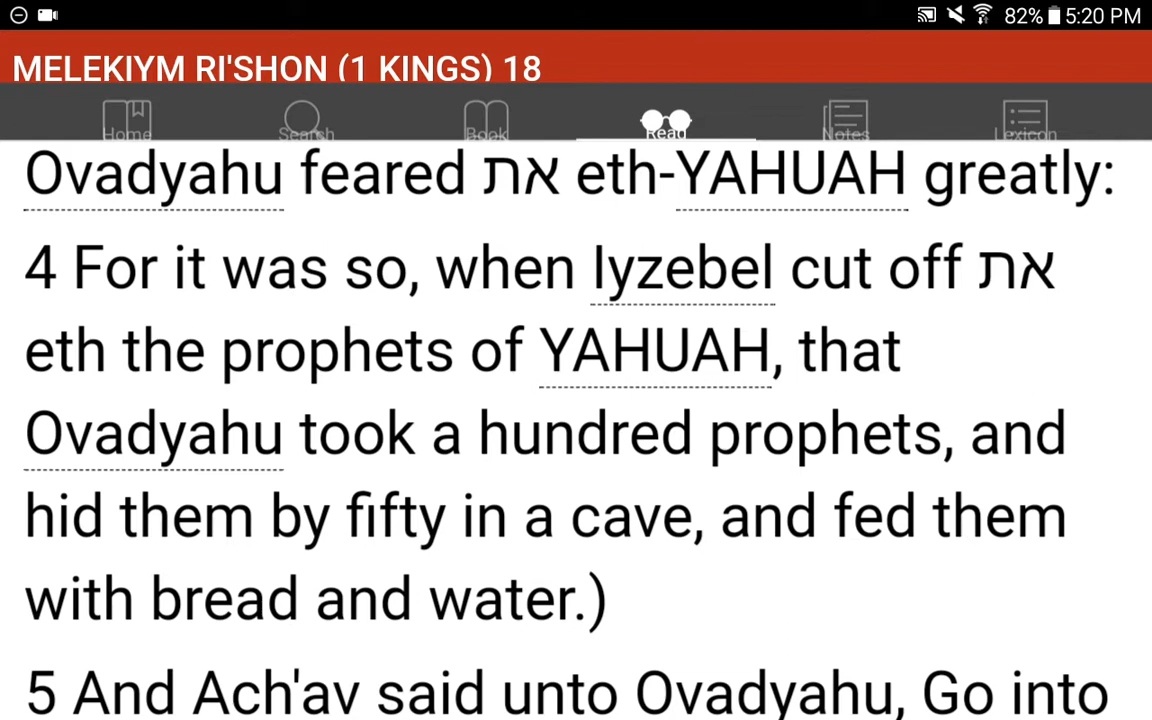 82% 5:20 PM
MELEKIYM RI'SHON (1 KINGS) 18
Home Search Book Read Notes Lexicon
Ovadyahu feared את eth-YAHUAH greatly:
4 For it was so, when Iyzebel cut off את
eth the prophets of YAHUAH, that
Ovadyahu took a hundred prophets, and
hid them by fifty in a cave, and fed them
with bread and water.)
5 And Ach'av said unto Ovadyahu, Go into